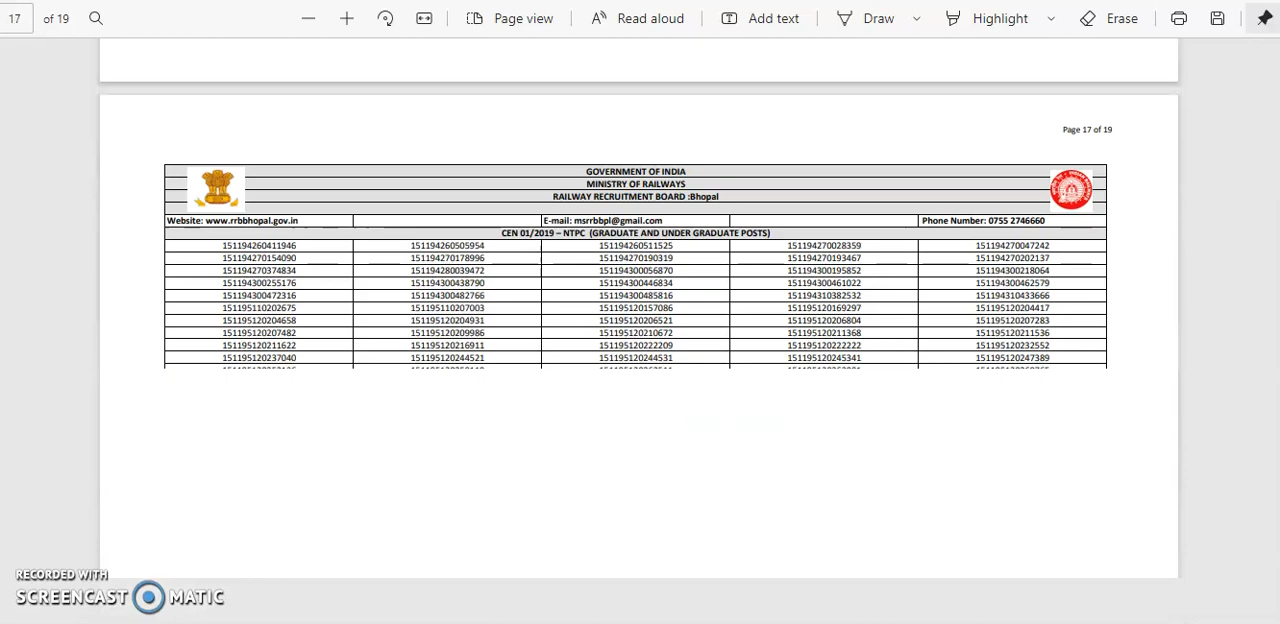 17 of 19 Page view Read aloud Add text Draw Highlight Erase
Page 17 of 19
GOVERNMENT OF INDIA
MINISTRY OF RAILWAYS
RAILWAY RECRUITMENT BOARD :Bhopal
Website: www.rrbbhopal.gov.in E-mail: msrrbbpl@gmail.com Phone Number: 0755 2746660
CEN 01/2019 – NTPC (GRADUATE AND UNDER GRADUATE POSTS)
151194260411946 151194260505954 151194260511525 151194270028359 151194270047242
151194270154090 151194270178996 151194270190319 151194270193467 151194270202137
151194270374834 151194280039472 151194300056870 151194300195852 151194300218064
151194300255176 151194300438790 151194300446834 151194300461022 151194300462579
151194300472316 151194300482766 151194300485816 151194310382532 151194310433666
151195110202675 151195110207003 151195120157086 151195120169297 151195120204417
151195120204658 151195120204931 151195120206521 151195120206804 151195120207283
151195120207482 151195120209986 151195120210672 151195120211368 151195120211536
151195120211622 151195120216911 151195120222209 151195120222222 151195120232552
151195120237040 151195120244521 151195120244531 151195120245341 151195120247389
RECORDED WITH
SCREENCAST MATIC